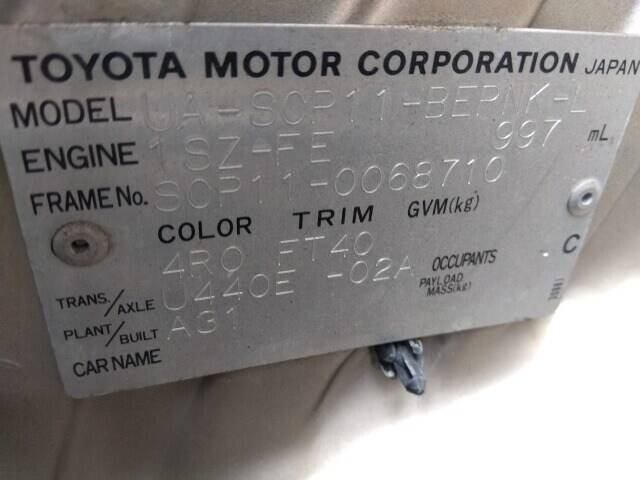 TOYOTA MOTOR CORPORATION JAPAN
MODEL UA-SCP11-BEPNK-L
ENGINE 1SZ-FE 997 mL
FRAME No. SCP11-0068710
COLOR TRIM GVM(kg)
4R0 FT40 C
TRANS./AXLE U440E -02A OCCUPANTS PAYLOAD MASS(kg)
PLANT/BUILT A31
CAR NAME